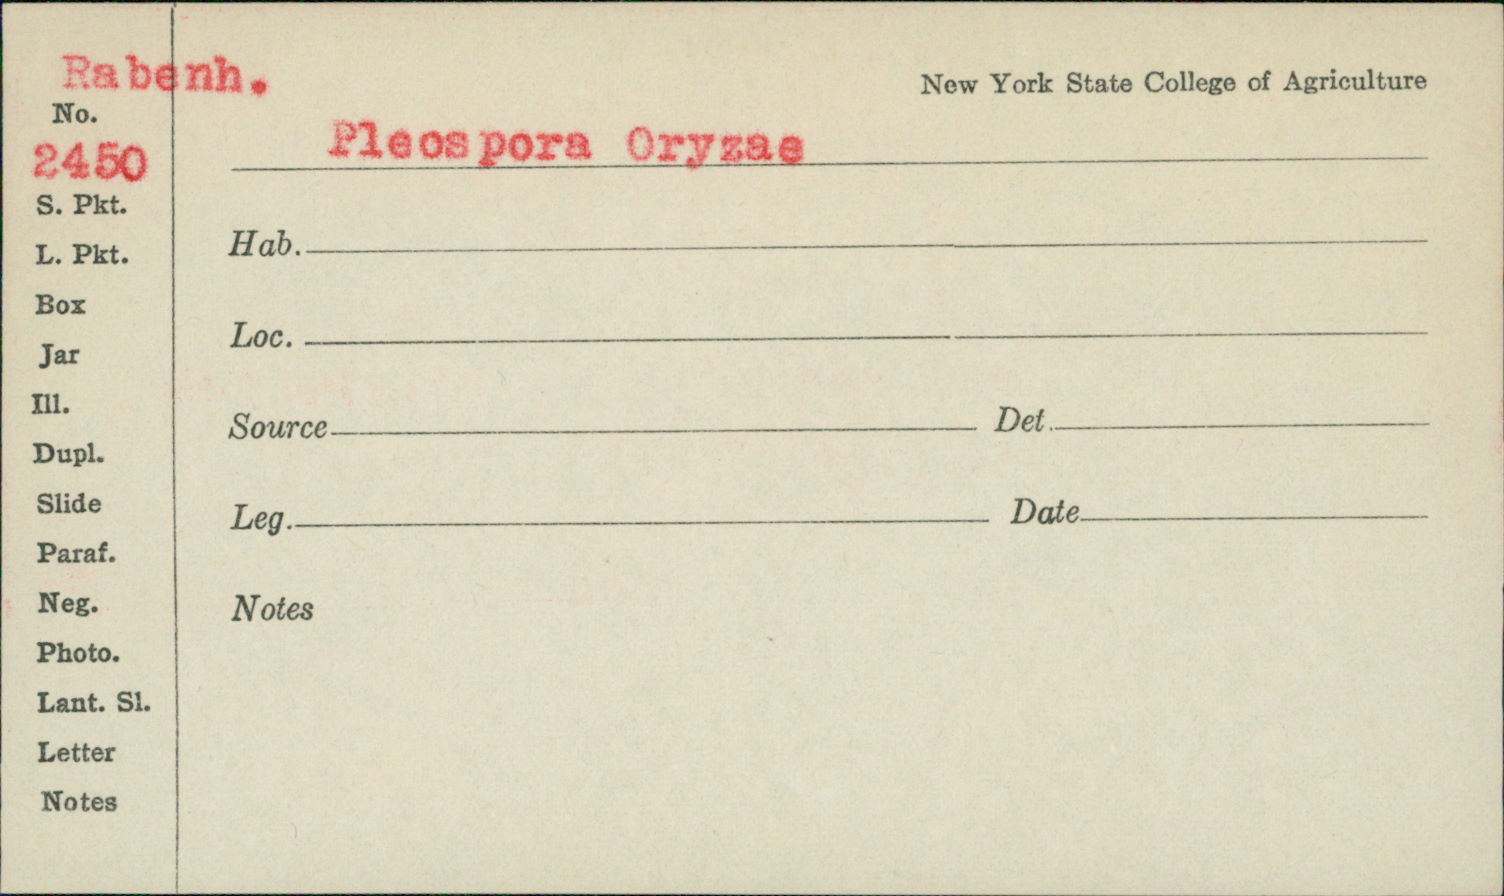 Rabenh.
New York State College of Agriculture
No.
2450
Pleospora Oryzae
S. Pkt.
L. Pkt.
Box
Jar
Ill.
Dupl.
Slide
Paraf.
Neg.
Photo.
Lant. Sl.
Letter
Notes
Hab.
Loc.
Source Det.
Leg. Date
Notes